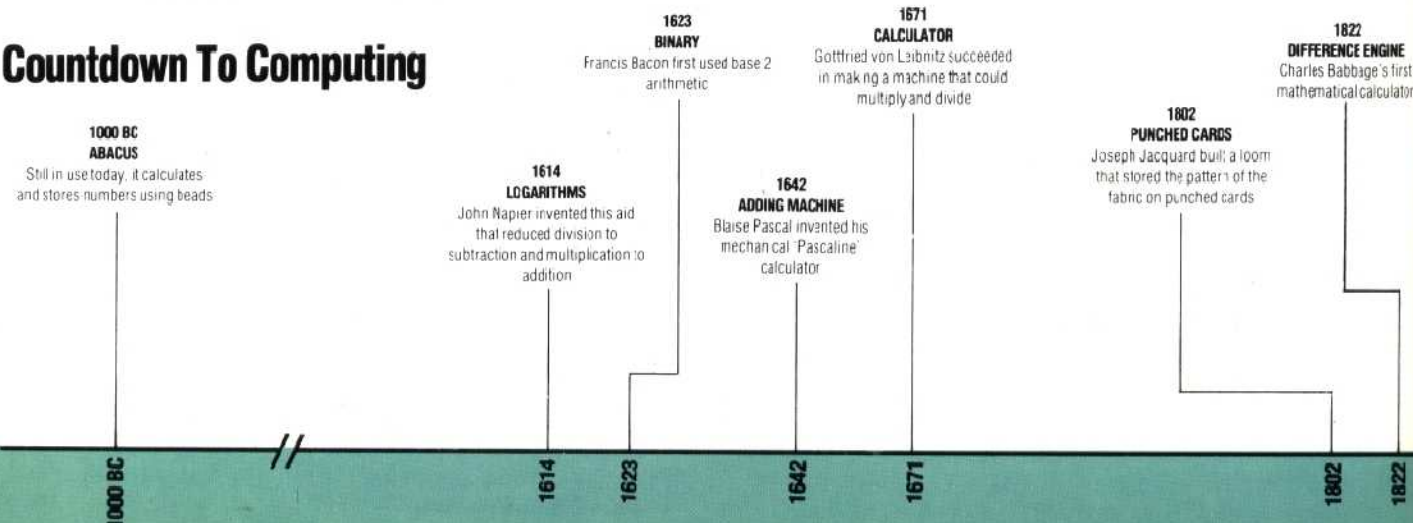 Countdown To Computing
1000 BC
ABACUS
Still in use today, it calculates
and stores numbers using beads
1614
LOGARITHMS
John Napier invented this aid
that reduced division to
subtraction and multiplication to
addition
1623
BINARY
Francis Bacon first used base 2
arithmetic
1642
ADDING MACHINE
Blaise Pascal invented his
mechanical 'Pascaline'
calculator
1671
CALCULATOR
Gottfried von Leibnitz succeeded
in making a machine that could
multiply and divide
1802
PUNCHED CARDS
Joseph Jacquard built a loom
that stored the pattern of the
fabric on punched cards
1822
DIFFERENCE ENGINE
Charles Babbage's first
mathematical calculator
1000 BC
1614
1623
1642
1671
1802
1822